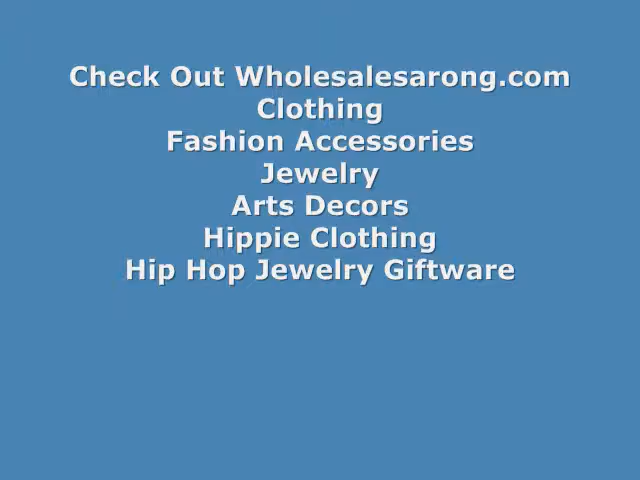 Check Out Wholesalesarong.com
Clothing
Fashion Accessories
Jewelry
Arts Decors
Hippie Clothing
Hip Hop Jewelry Giftware